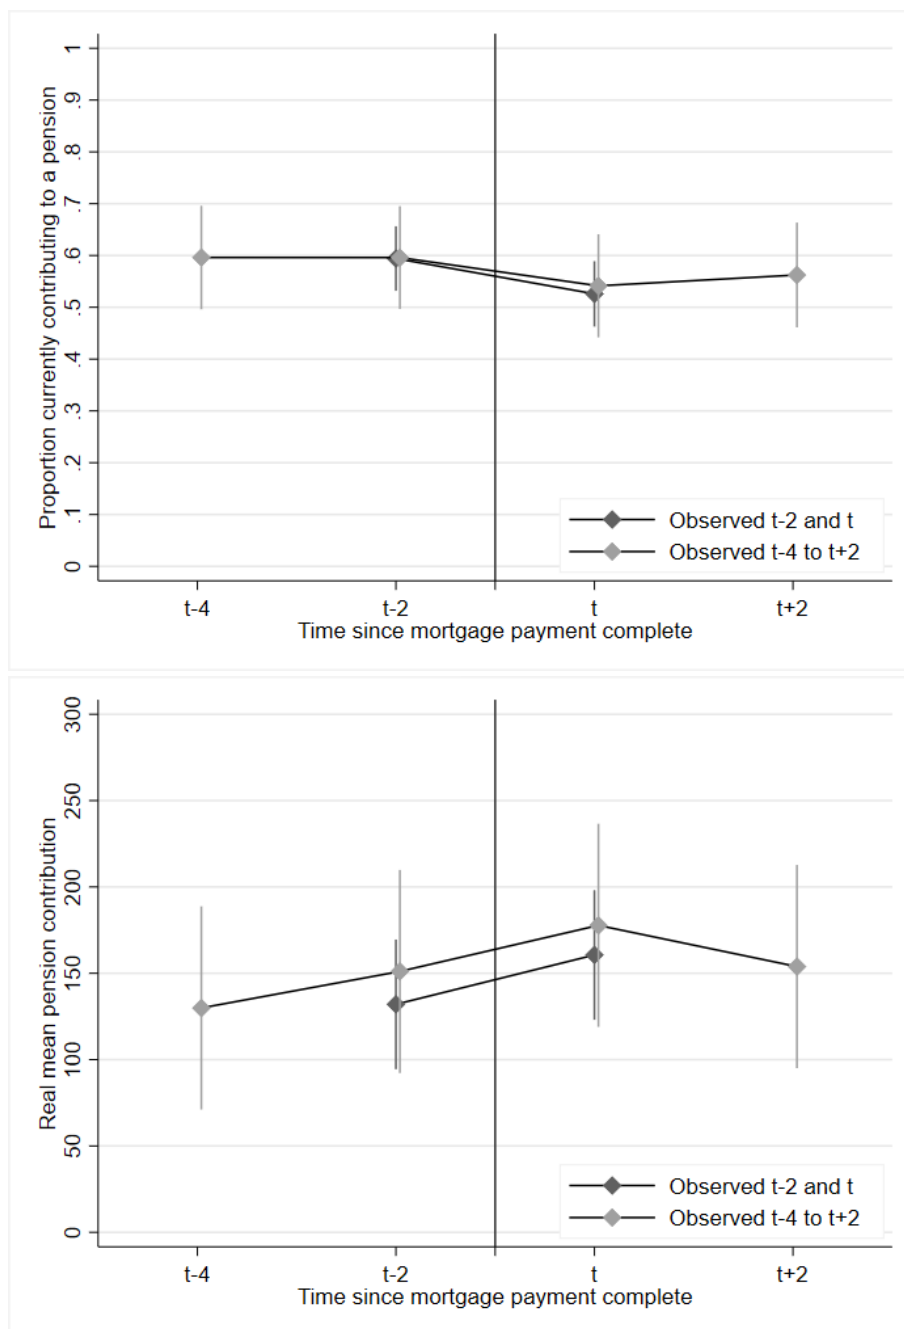 Proportion currently contributing to a pension
1
.9
.8
.7
.6
.5
.4
.3
.2
.1
0
Observed t-2 and t
Observed t-4 to t+2
t-4 t-2 t t+2
Time since mortgage payment complete
Real mean pension contribution
300
250
200
150
100
50
0
Observed t-2 and t
Observed t-4 to t+2
t-4 t-2 t t+2
Time since mortgage payment complete